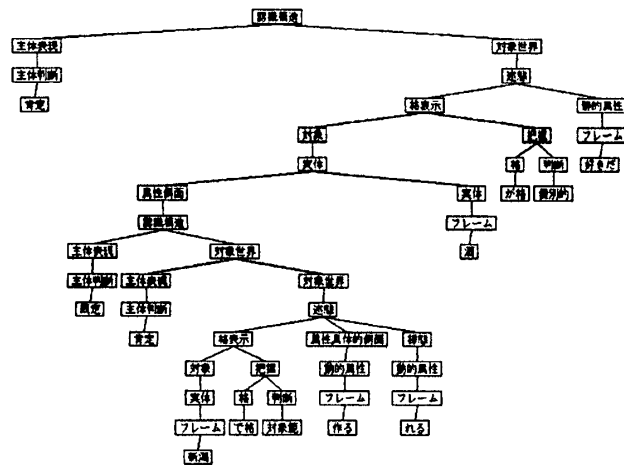 認識構造
主体表現 対象世界
主体判断 述語
肯定 格表示 静的属性
対象 把握 フレーム
実体 格 判断 好きだ
属性側面 実体 が格 個別的
認識構造 フレーム
主体表現 対象世界 酒
主体判断 主体表現 対象世界
既定 主体判断 述語
肯定 格表示 属性具体的側面 様態
対象 把握 動的属性 動的属性
実体 格 判断 フレーム フレーム
フレーム で格 対象能 作る れる
新潟